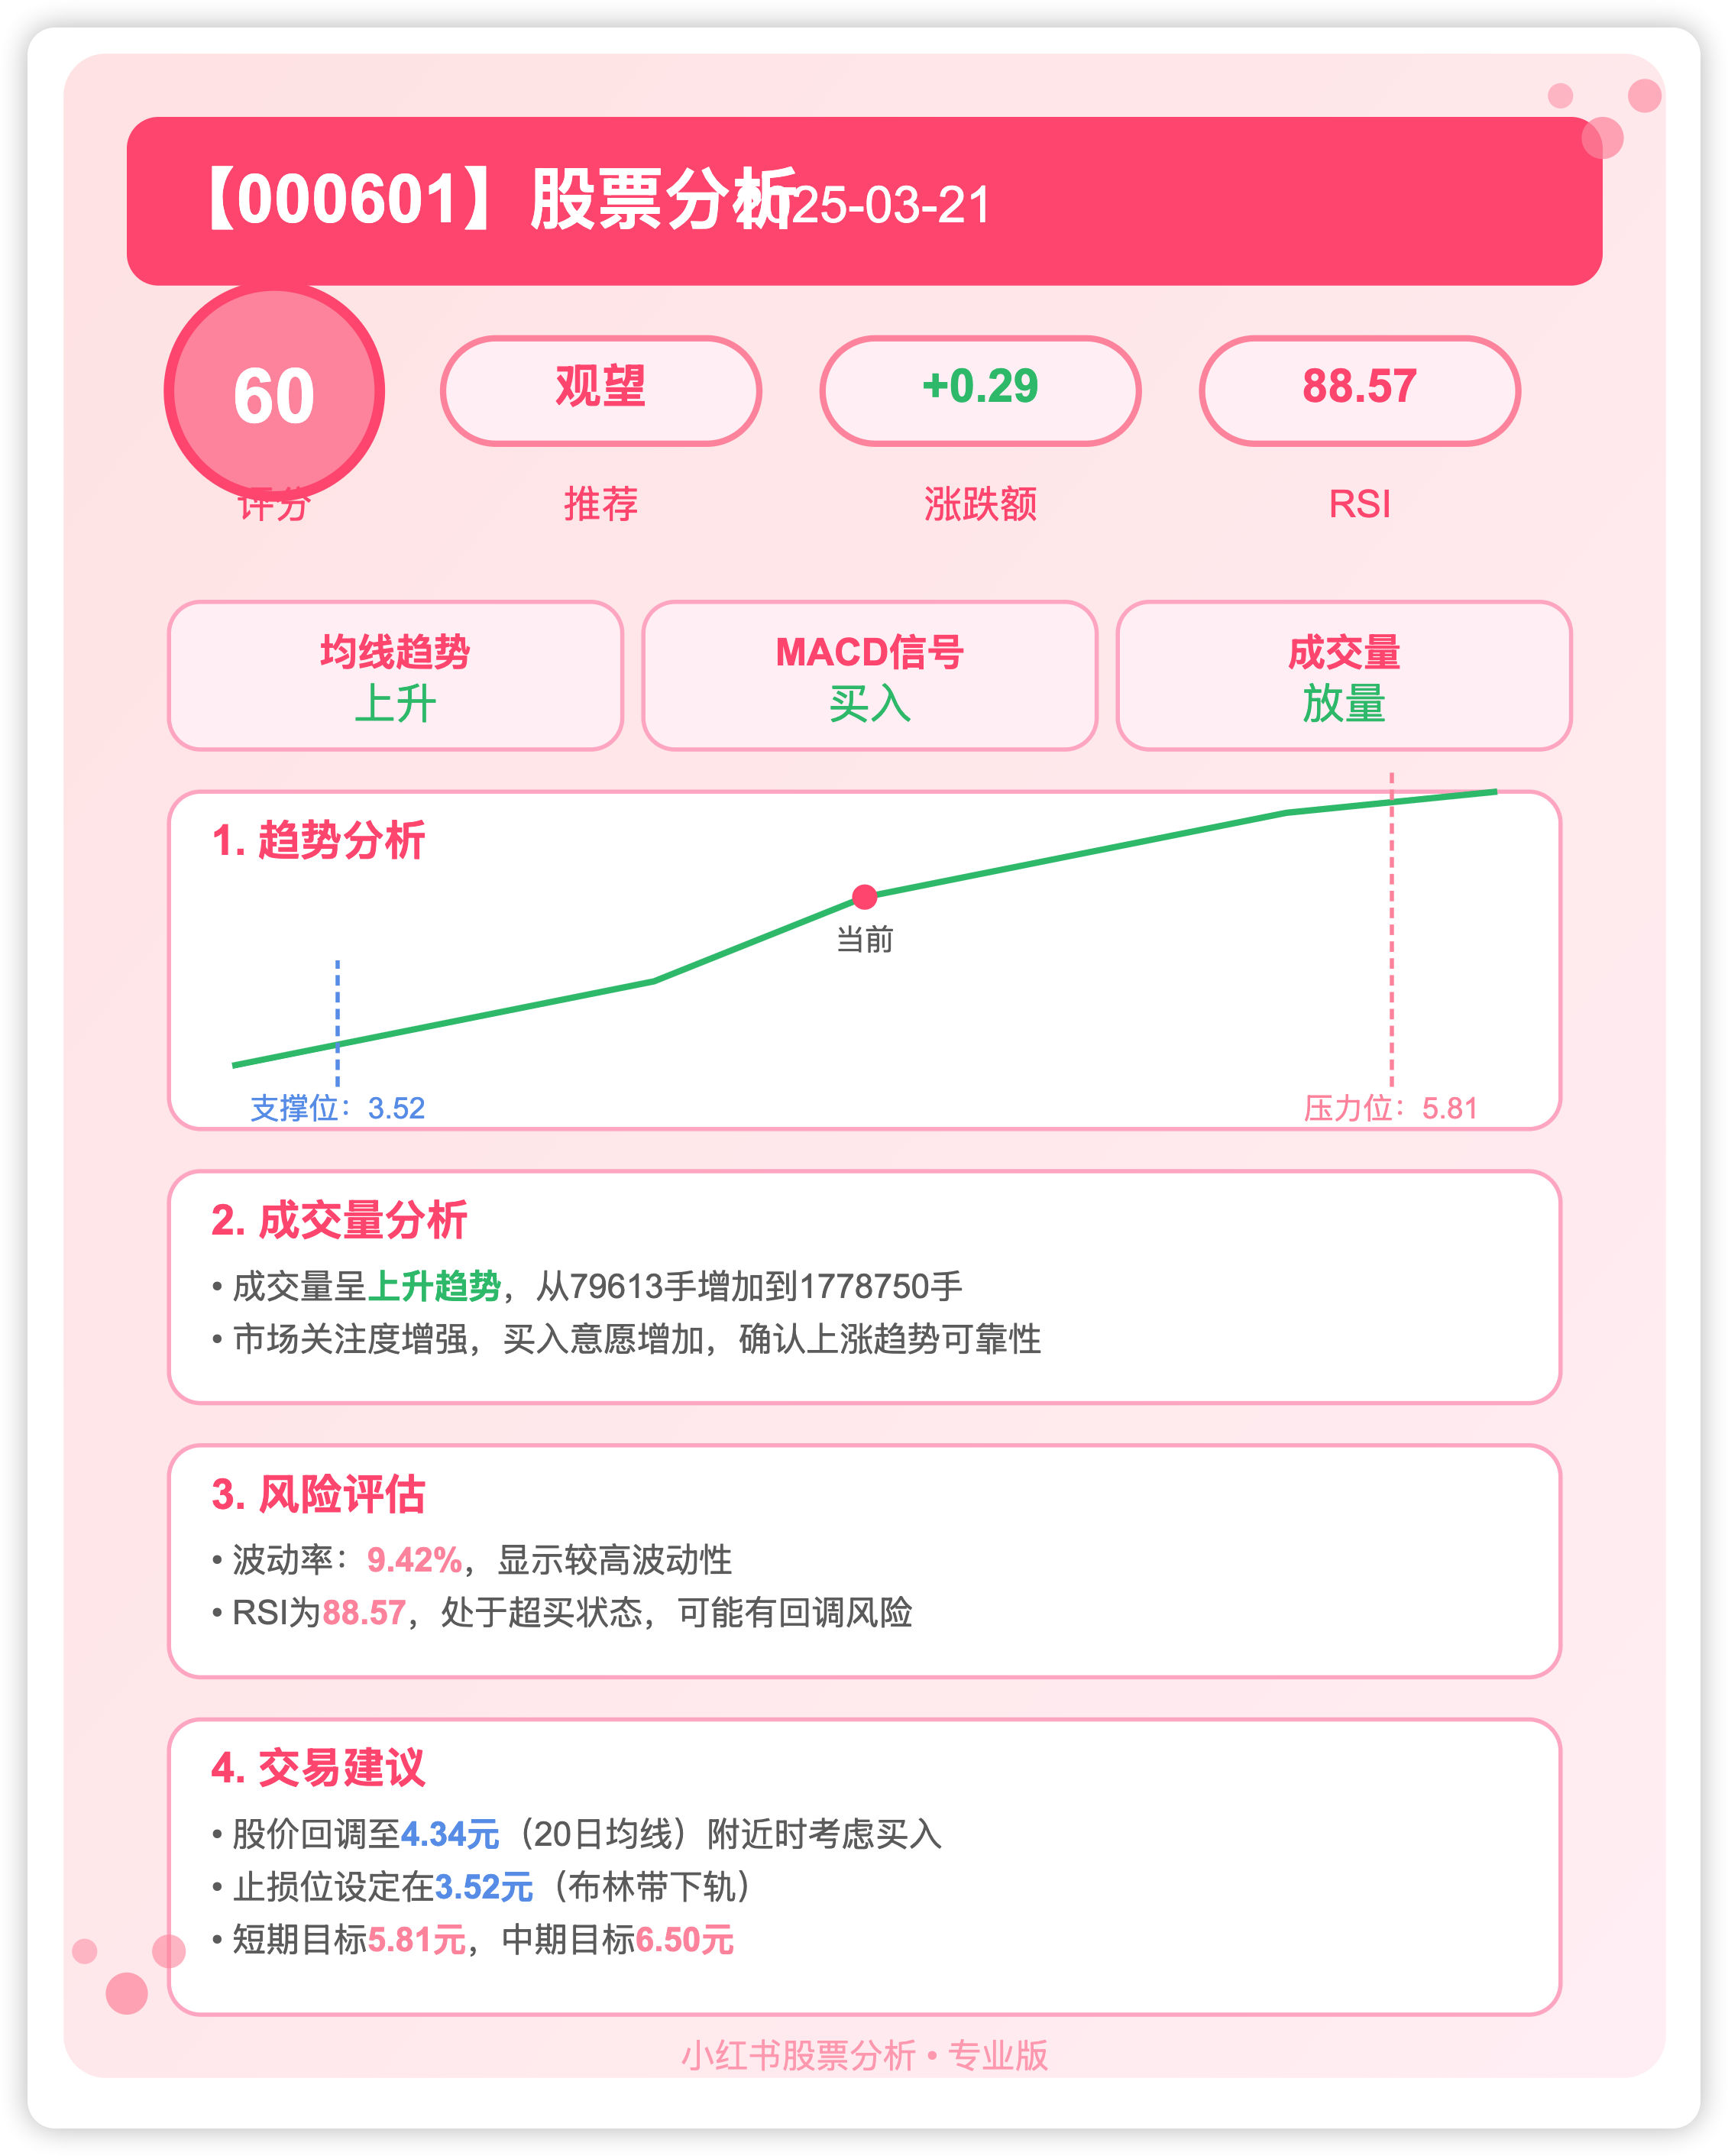 【000601】股票分析 2025-03-21
60
观望
+0.29
88.57
评分
推荐
涨跌额
RSI
均线趋势
上升
MACD信号
买入
成交量
放量
1. 趋势分析
当前
支撑位：3.52
压力位：5.81
2. 成交量分析
• 成交量呈上升趋势，从79613手增加到1778750手
• 市场关注度增强，买入意愿增加，确认上涨趋势可靠性
3. 风险评估
• 波动率：9.42%，显示较高波动性
• RSI为88.57，处于超买状态，可能有回调风险
4. 交易建议
• 股价回调至4.34元（20日均线）附近时考虑买入
• 止损位设定在3.52元（布林带下轨）
• 短期目标5.81元，中期目标6.50元
小红书股票分析 • 专业版